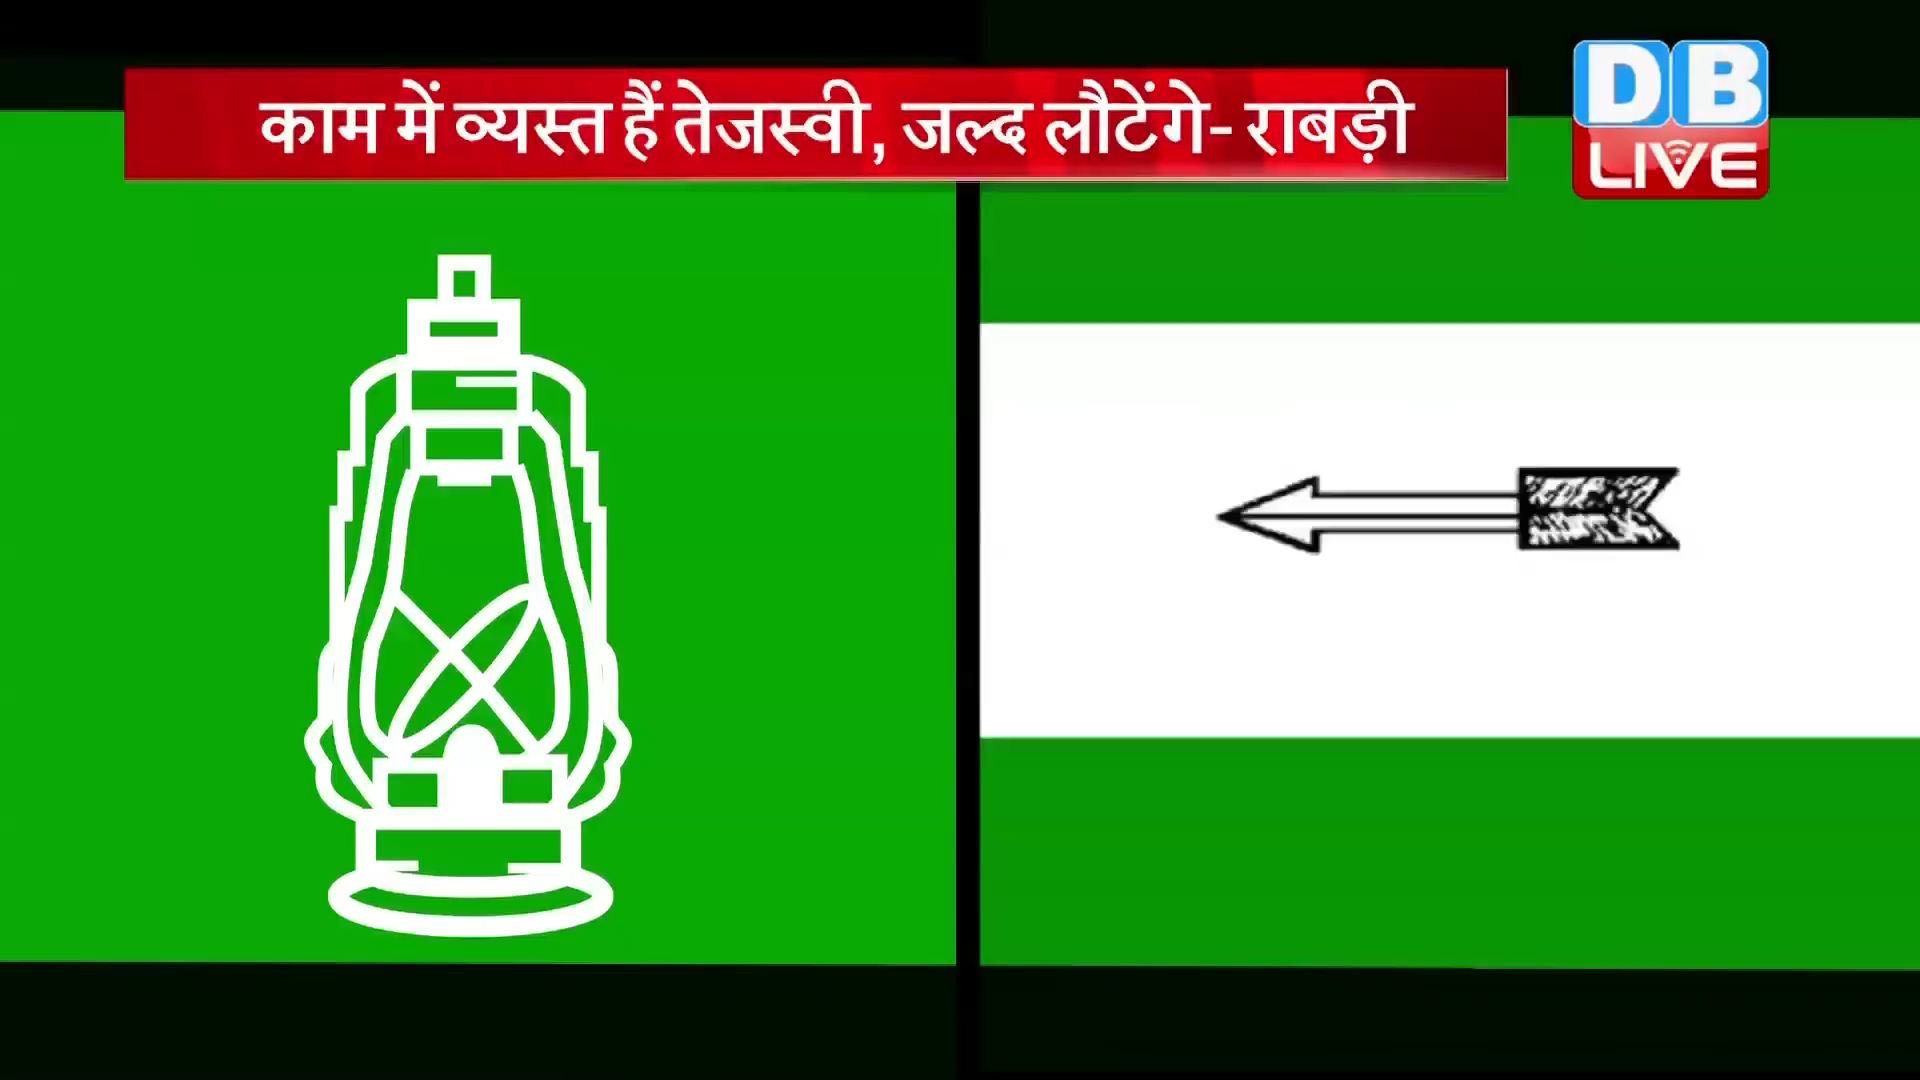 काम में व्यस्त हैं तेजस्वी, जल्द लौटेंगे- राबड़ी
DB
LIVE